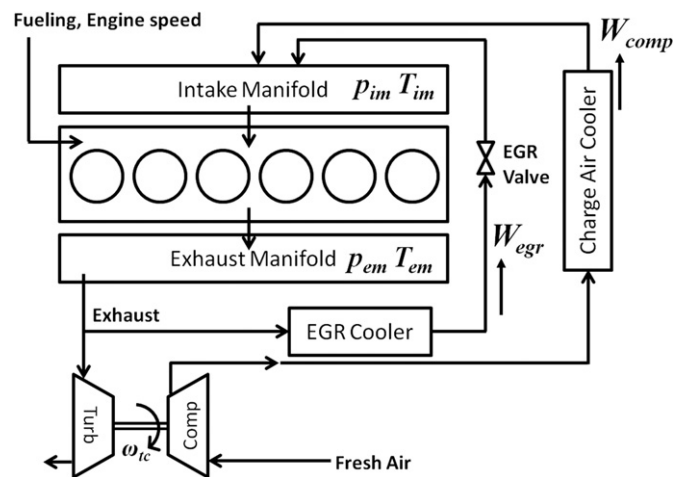 Fueling, Engine speed
W_comp
Intake Manifold p_im T_im
EGR
Valve
Charge Air Cooler
W_egr
Exhaust Manifold p_em T_em
Exhaust
EGR Cooler
Turb
ω_tc
Comp
Fresh Air